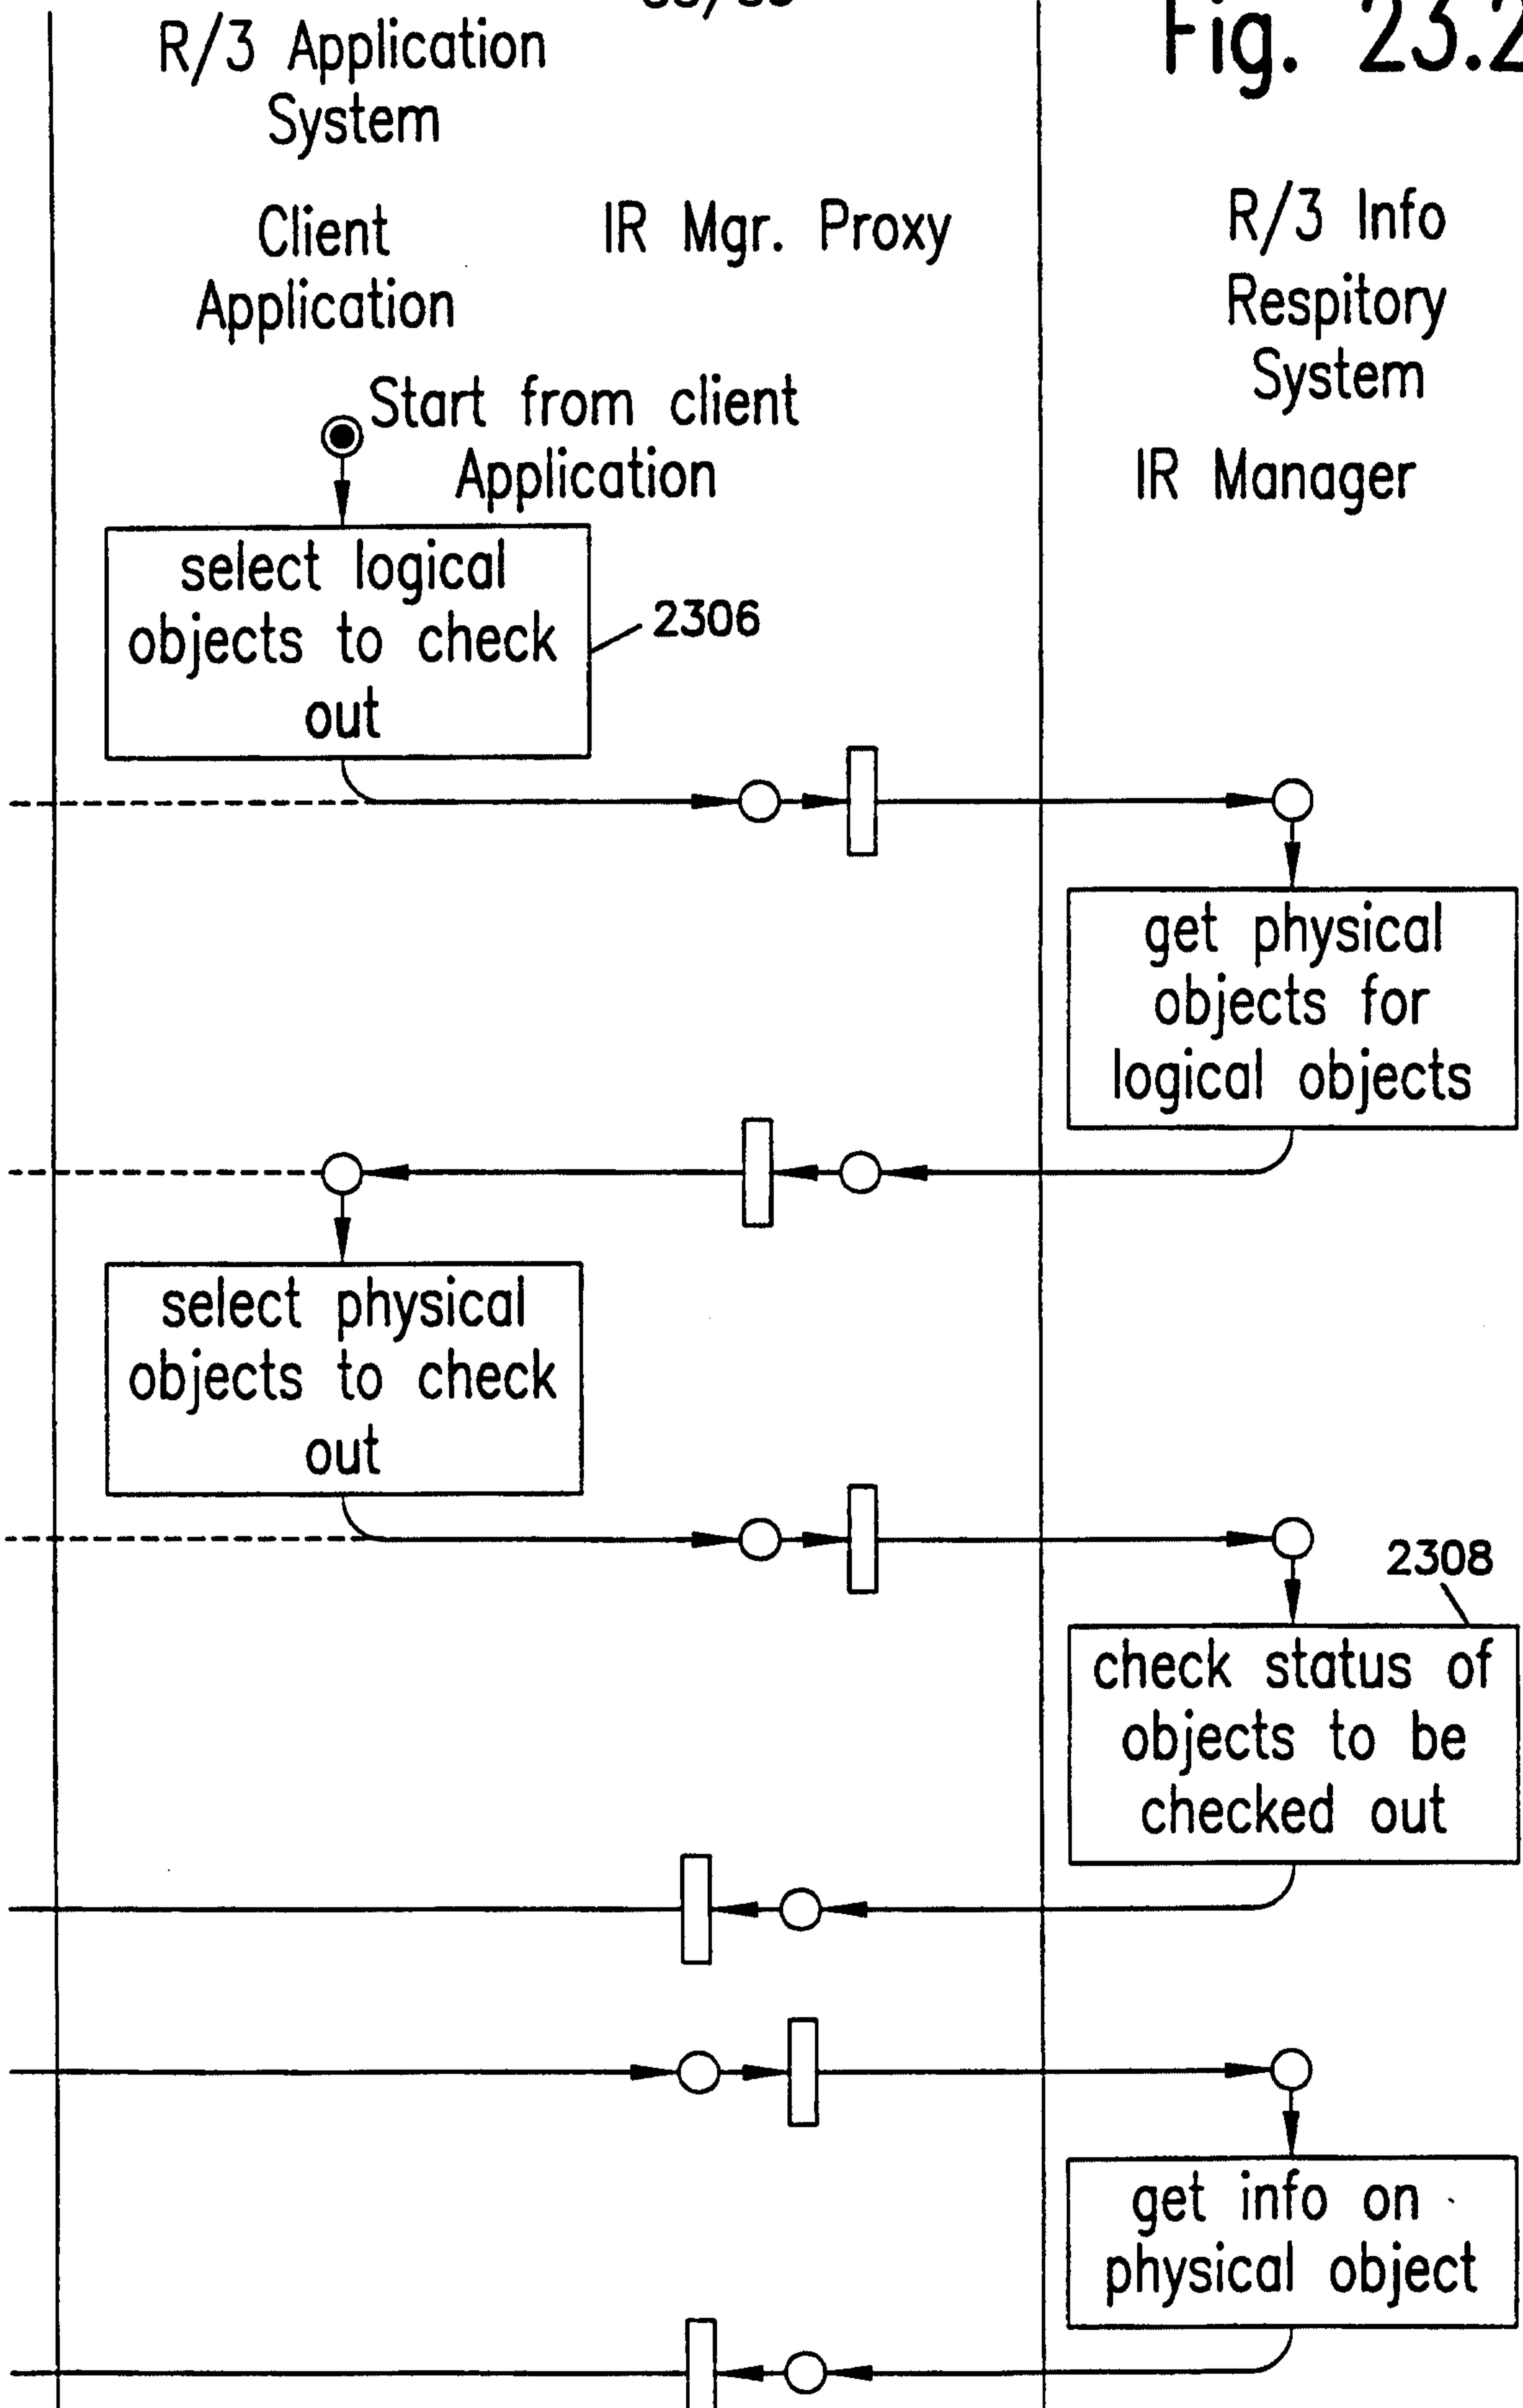 Fig. 23.2
R/3 Application
System
Client
Application
IR Mgr. Proxy
R/3 Info
Respitory
System
IR Manager
Start from client
Application
select logical
objects to check
out
2306
get physical
objects for
logical objects
select physical
objects to check
out
2308
check status of
objects to be
checked out
get info on
physical object